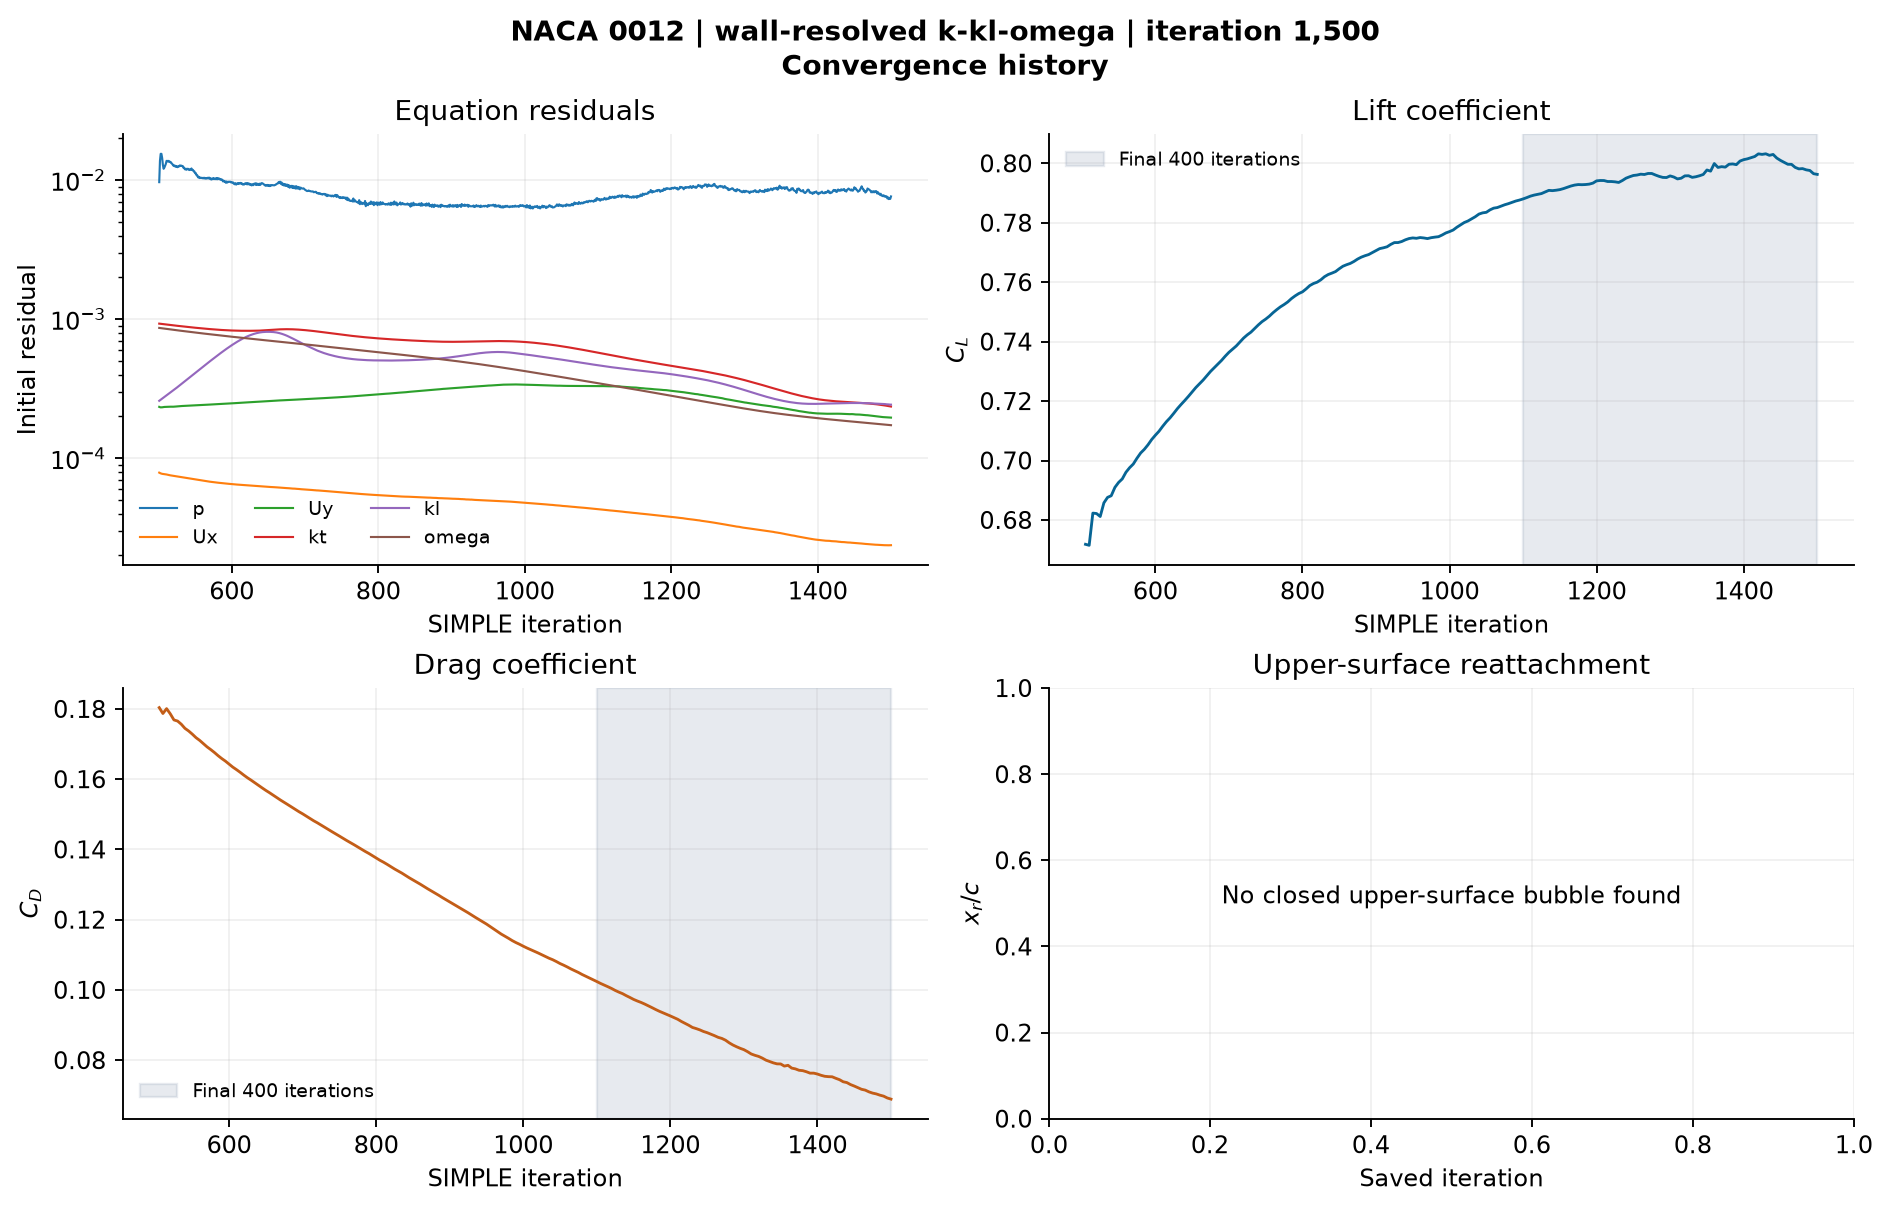 NACA 0012 | wall-resolved k-kl-omega | iteration 1,500
Convergence history
Equation residuals
Initial residual
10⁻²
10⁻³
10⁻⁴
p
Ux
Uy
kt
kl
omega
600 800 1000 1200 1400
SIMPLE iteration
Lift coefficient
C_L
0.80
0.78
0.76
0.74
0.72
0.70
0.68
Final 400 iterations
600 800 1000 1200 1400
SIMPLE iteration
Drag coefficient
C_D
0.18
0.16
0.14
0.12
0.10
0.08
Final 400 iterations
600 800 1000 1200 1400
SIMPLE iteration
Upper-surface reattachment
x_r/c
1.0
0.8
0.6
0.4
0.2
0.0
No closed upper-surface bubble found
0.0 0.2 0.4 0.6 0.8 1.0
Saved iteration